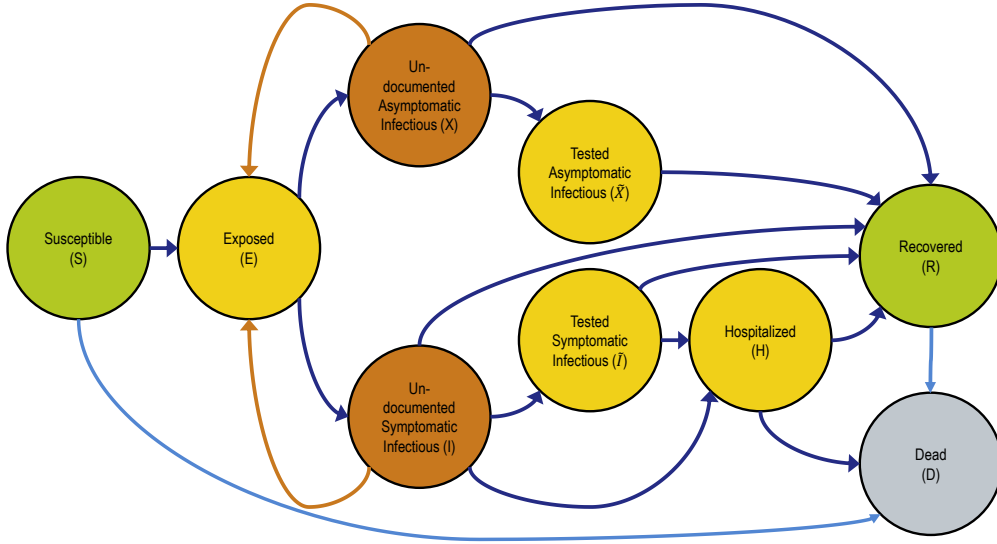 Un-
documented
Asymptomatic
Infectious (X)
Tested
Asymptomatic
Infectious (X̃)
Susceptible
(S)
Exposed
(E)
Recovered
(R)
Tested
Symptomatic
Infectious (Ĩ)
Hospitalized
(H)
Un-
documented
Symptomatic
Infectious (I)
Dead
(D)